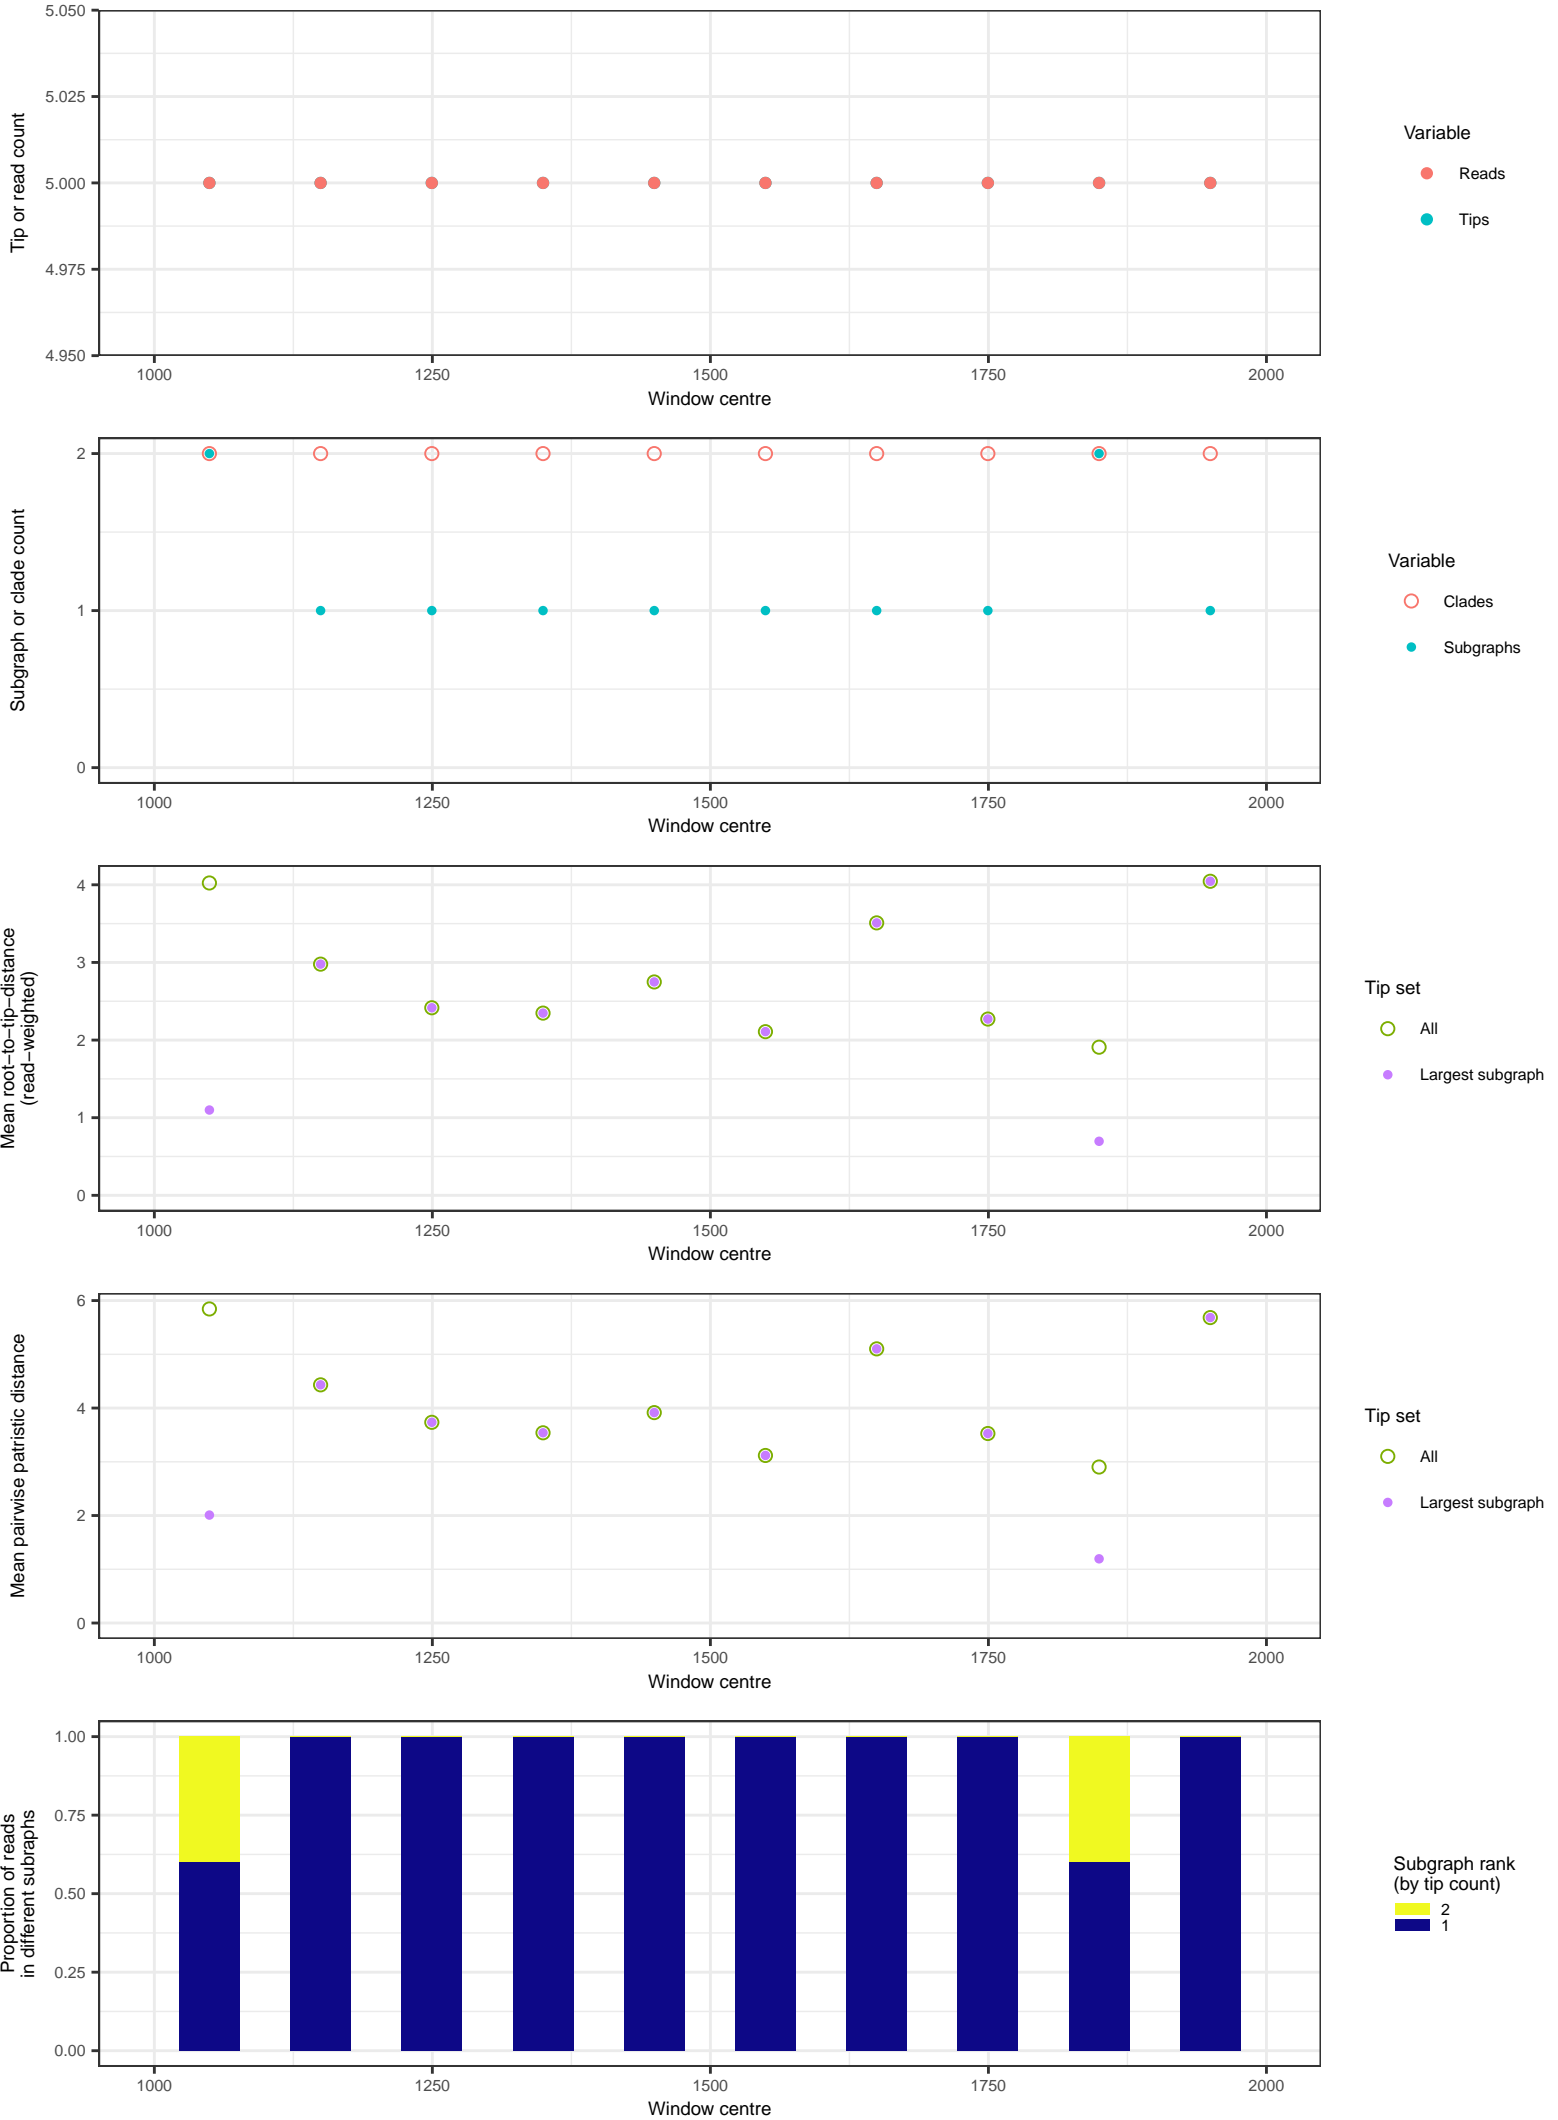 5.050
5.025
5.000
4.975
4.950
Tip or read count
1000 1250 1500 1750 2000
Window centre
Variable
Reads
Tips
2
1
0
Subgraph or clade count
1000 1250 1500 1750 2000
Window centre
Variable
Clades
Subgraphs
4
3
2
1
0
Mean root−to−tip−distance
(read−weighted)
1000 1250 1500 1750 2000
Window centre
Tip set
All
Largest subgraph
6
4
2
0
Mean pairwise patristic distance
1000 1250 1500 1750 2000
Window centre
Tip set
All
Largest subgraph
1.00
0.75
0.50
0.25
0.00
Proportion of reads
in different subraphs
1000 1250 1500 1750 2000
Window centre
Subgraph rank
(by tip count)
2
1